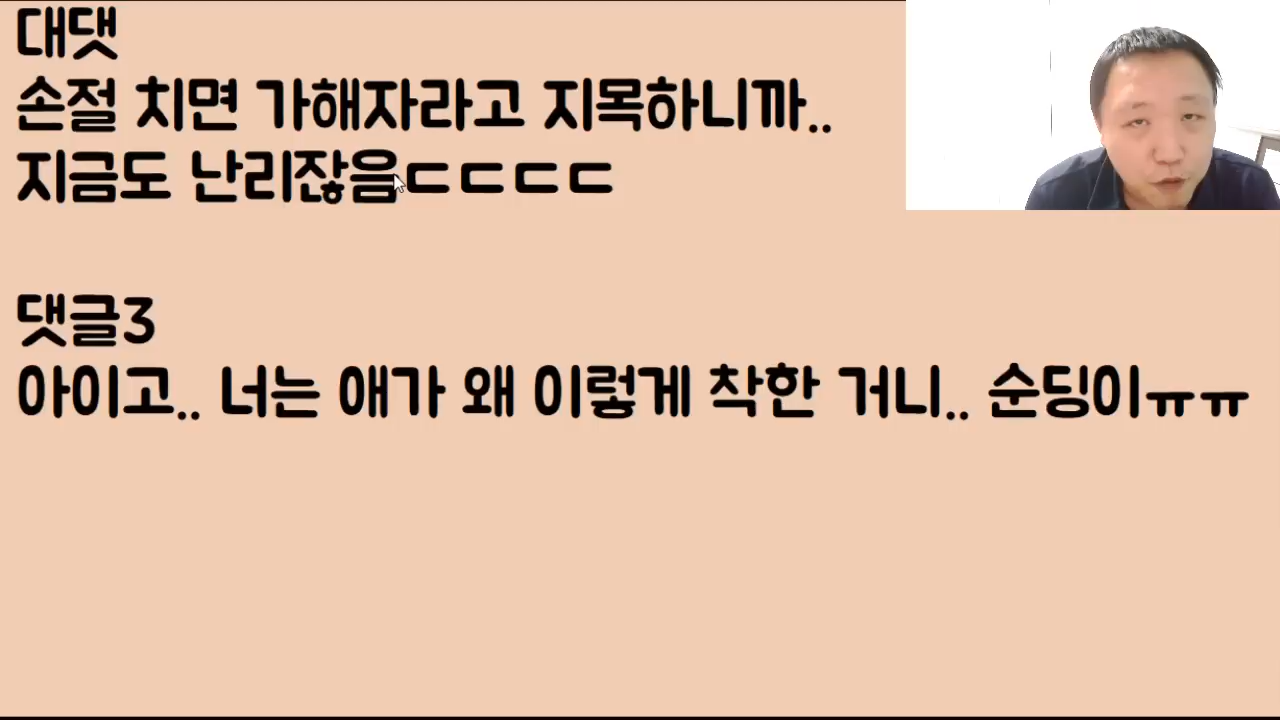 대댓
손절 치면 가해자라고 지목하니까..
지금도 난리잖음ㄷㄷㄷㄷ
댓글3
아이고.. 너는 애가 왜 이렇게 착한 거니.. 순딩이ㅠㅠ